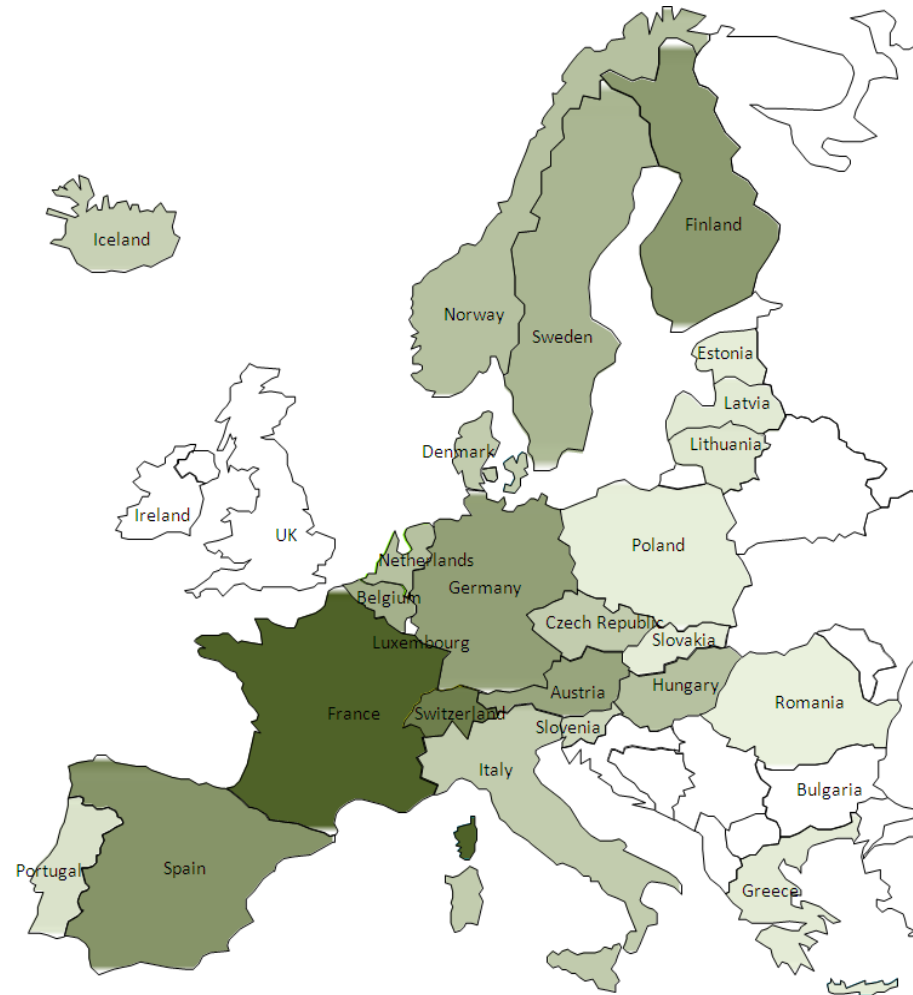 Finland
Iceland
Norway
Sweden
Estonia
Latvia
Lithuania
Denmark
Ireland
UK
Poland
Netherlands
Germany
Belgium
Czech Republic
Slovakia
Luxembourg
Hungary
Austria
Romania
France
Switzerland
Slovenia
Italy
Bulgaria
Spain
Portugal
Greece